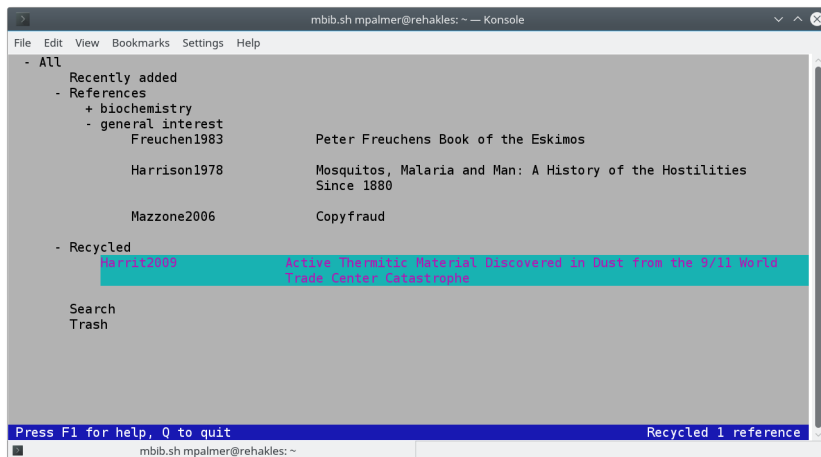 mbib.sh mpalmer@rehakles: ~ — Konsole
File Edit View Bookmarks Settings Help
- All
Recently added
- References
+ biochemistry
- general interest
Freuchen1983 Peter Freuchens Book of the Eskimos
Harrison1978 Mosquitos, Malaria and Man: A History of the Hostilities
Since 1880
Mazzone2006 Copyfraud
- Recycled
Harrit2009 Active Thermitic Material Discovered in Dust from the 9/11 World
Trade Center Catastrophe
Search
Trash
Press F1 for help, Q to quit Recycled 1 reference
mbib.sh mpalmer@rehakles: ~